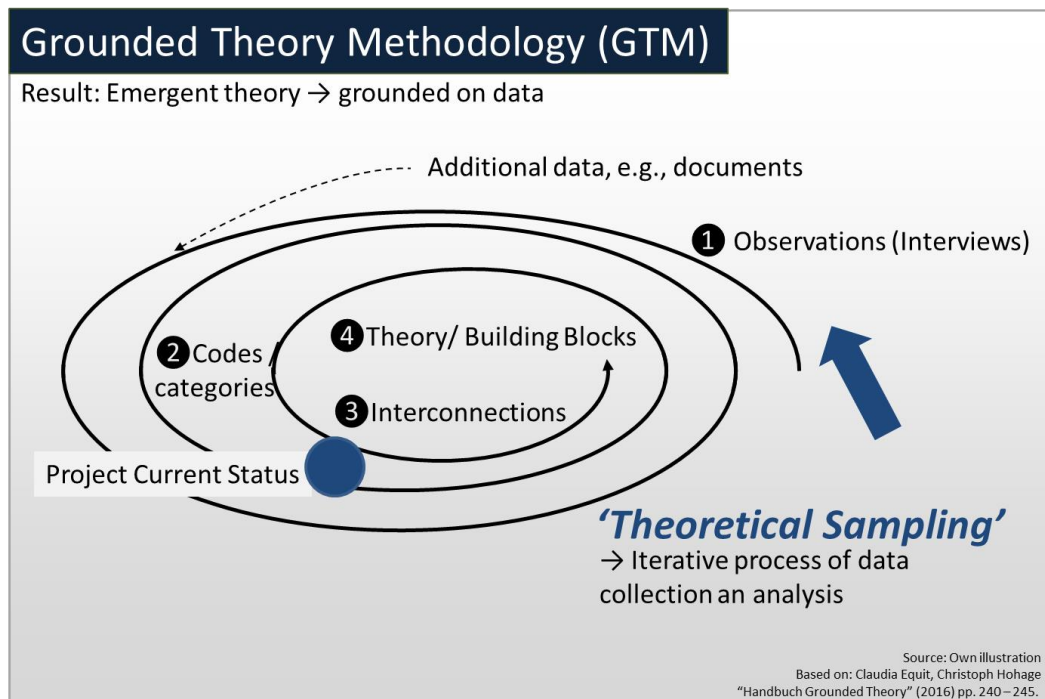 Grounded Theory Methodology (GTM)
Result: Emergent theory → grounded on data
Additional data, e.g., documents
1 Observations (Interviews)
2 Codes /
categories
4 Theory/ Building Blocks
3 Interconnections
Project Current Status
‘Theoretical Sampling’
→ Iterative process of data
collection an analysis
Source: Own illustration
Based on: Claudia Equit, Christoph Hohage
“Handbuch Grounded Theory” (2016) pp. 240 – 245.